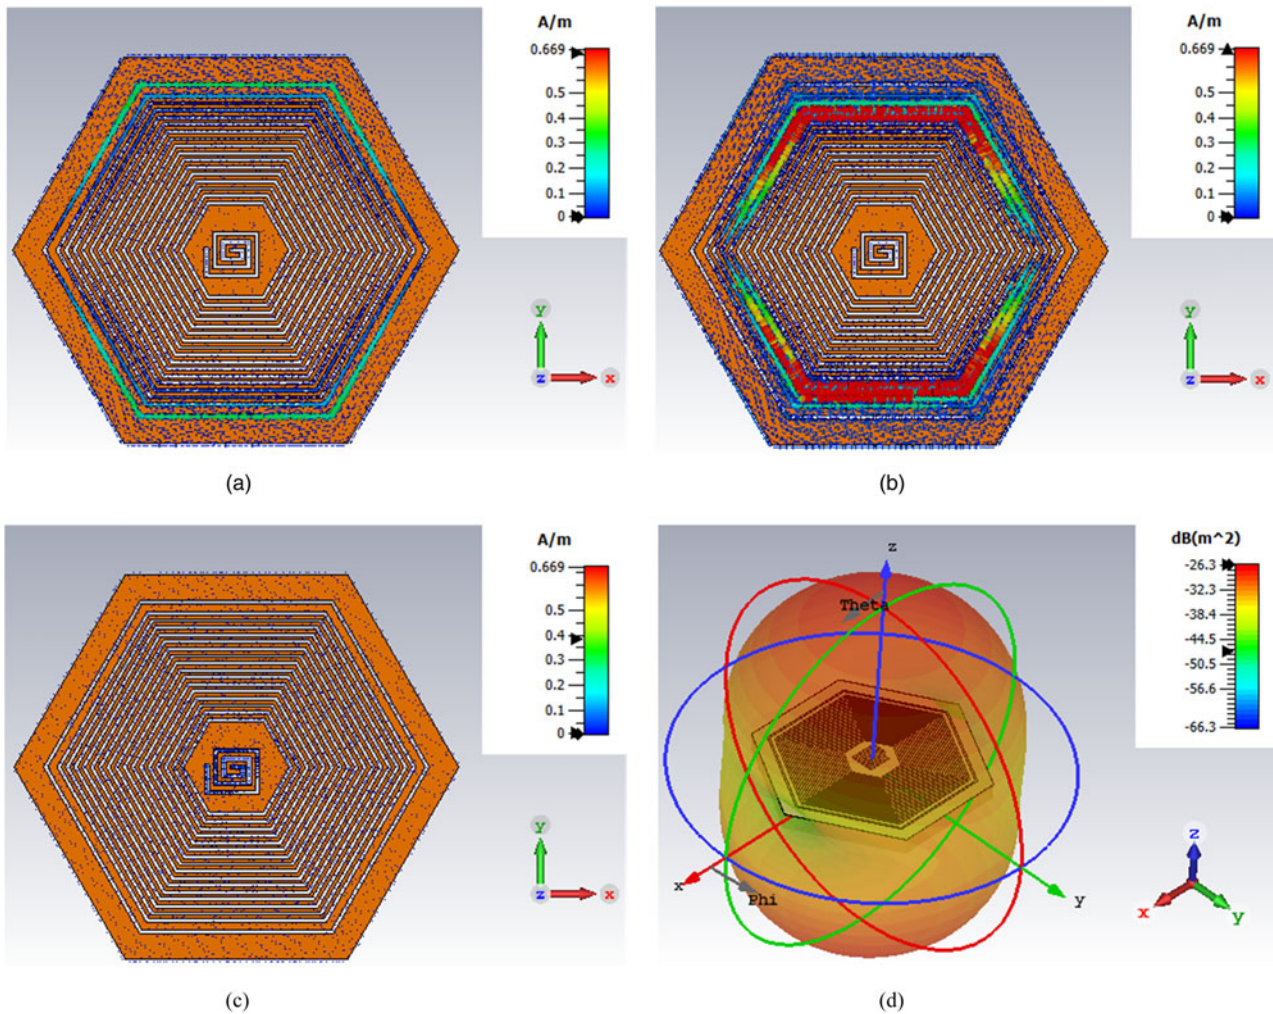 A/m
0.669
0.5
0.4
0.3
0.2
0.1
0
y
z
x
(a)
A/m
0.669
0.5
0.4
0.3
0.2
0.1
0
y
z
x
(b)
A/m
0.669
0.5
0.4
0.3
0.2
0.1
0
y
z
x
(c)
z
Theta
x
Phi
y
dB(m^2)
-26.3
-32.3
-38.4
-44.5
-50.5
-56.6
-66.3
z
x
y
(d)